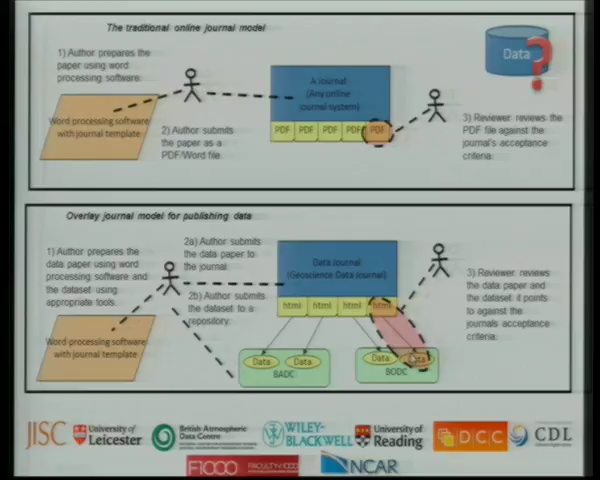 The traditional online journal model
1) Author prepares the
paper using word
processing software.
Word processing software
with journal template
2) Author submits
the paper as a
PDF/Word file.
A Journal
(Any online
journal system)
PDF PDF PDF PDF PDF
Data
?
3) Reviewer reviews the
PDF file against the
journal's acceptance
criteria.
Overlay journal model for publishing data
1) Author prepares the
data paper using word
processing software and
the dataset using
appropriate tools.
Word processing software
with journal template
2a) Author submits
the data paper to
the journal.
2b) Author submits
the dataset to a
repository.
Data Journal
(Geoscience Data Journal)
html html html html
Data Data
BADC
Data Data
BODC
3) Reviewer reviews
the data paper and
the dataset it points
to against the
journals acceptance
criteria.
JISC
University of
Leicester
British Atmospheric
Data Centre
WILEY-
BLACKWELL
University of
Reading
DCC
CDL
F1000
FACULTY of 1000
NCAR